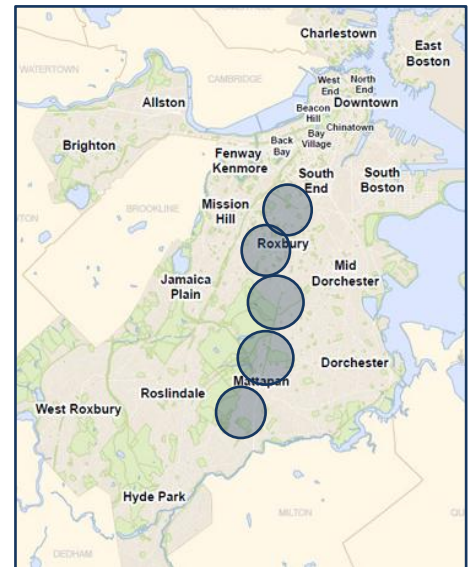 Charlestown
East
Boston
WATERTOWN
CAMBRIDGE
West
End
North
End
Allston
Beacon
Hill
Downtown
Brighton
Back
Bay
Bay
Village
Chinatown
Fenway
Kenmore
South
End
South
Boston
BROOKLINE
Mission
Hill
Roxbury
Mid
Dorchester
Jamaica
Plain
Dorchester
Mattapan
Roslindale
West Roxbury
Hyde Park
MILTON
DEDHAM